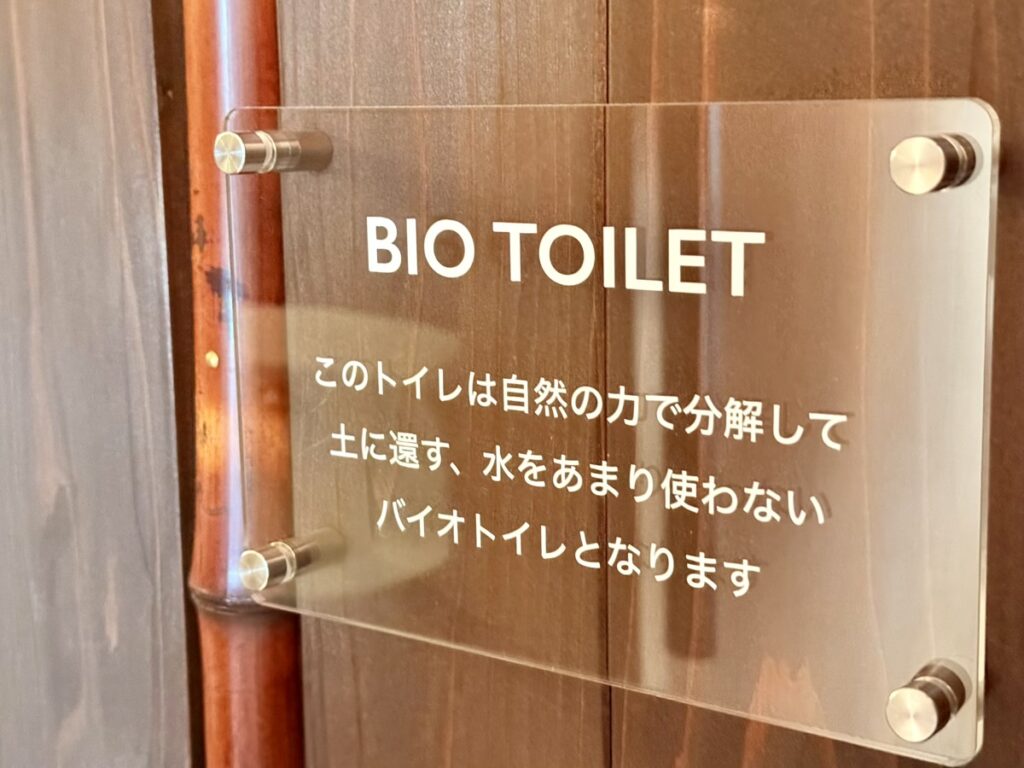 BIO TOILET
このトイレは自然の力で分解して
土に還す、水をあまり使わない
バイオトイレとなります